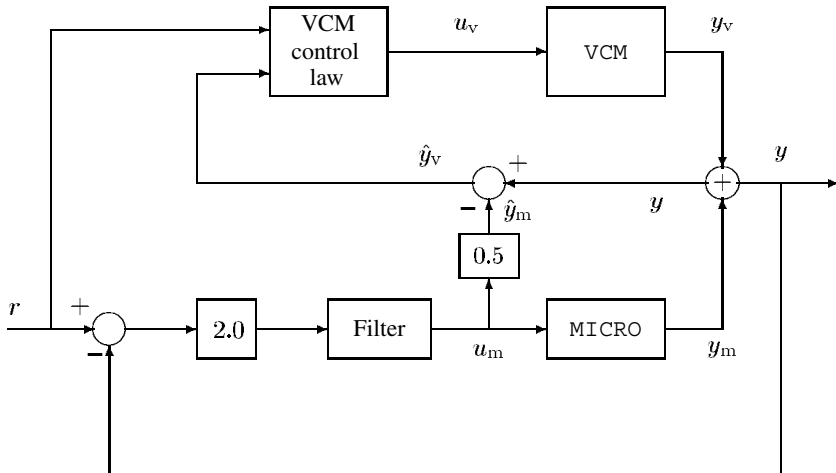 VCM
control
law
u_v
VCM
y_v
ŷ_v
+
−
ŷ_m
y
+
y
0.5
r
+
−
2.0
Filter
u_m
MICRO
y_m